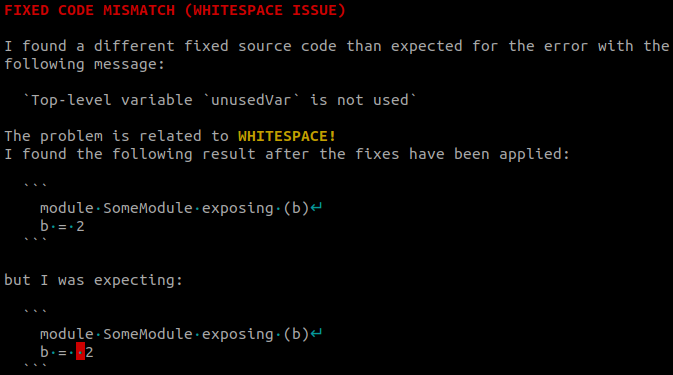 FIXED CODE MISMATCH (WHITESPACE ISSUE)
I found a different fixed source code than expected for the error with the
following message:
`Top-level variable `unusedVar` is not used`
The problem is related to WHITESPACE!
I found the following result after the fixes have been applied:
```
module·SomeModule·exposing·(b)↵
b·=·2
```
but I was expecting:
```
module·SomeModule·exposing·(b)↵
b·=··2
```